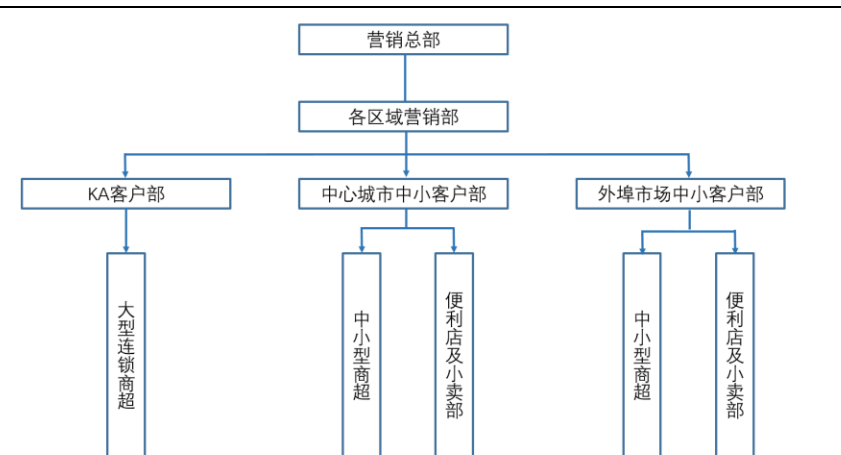 营销总部
各区域营销部
KA客户部
中心城市中小客户部
外埠市场中小客户部
大型连锁商超
中小型商超
便利店及小卖部
中小型商超
便利店及小卖部